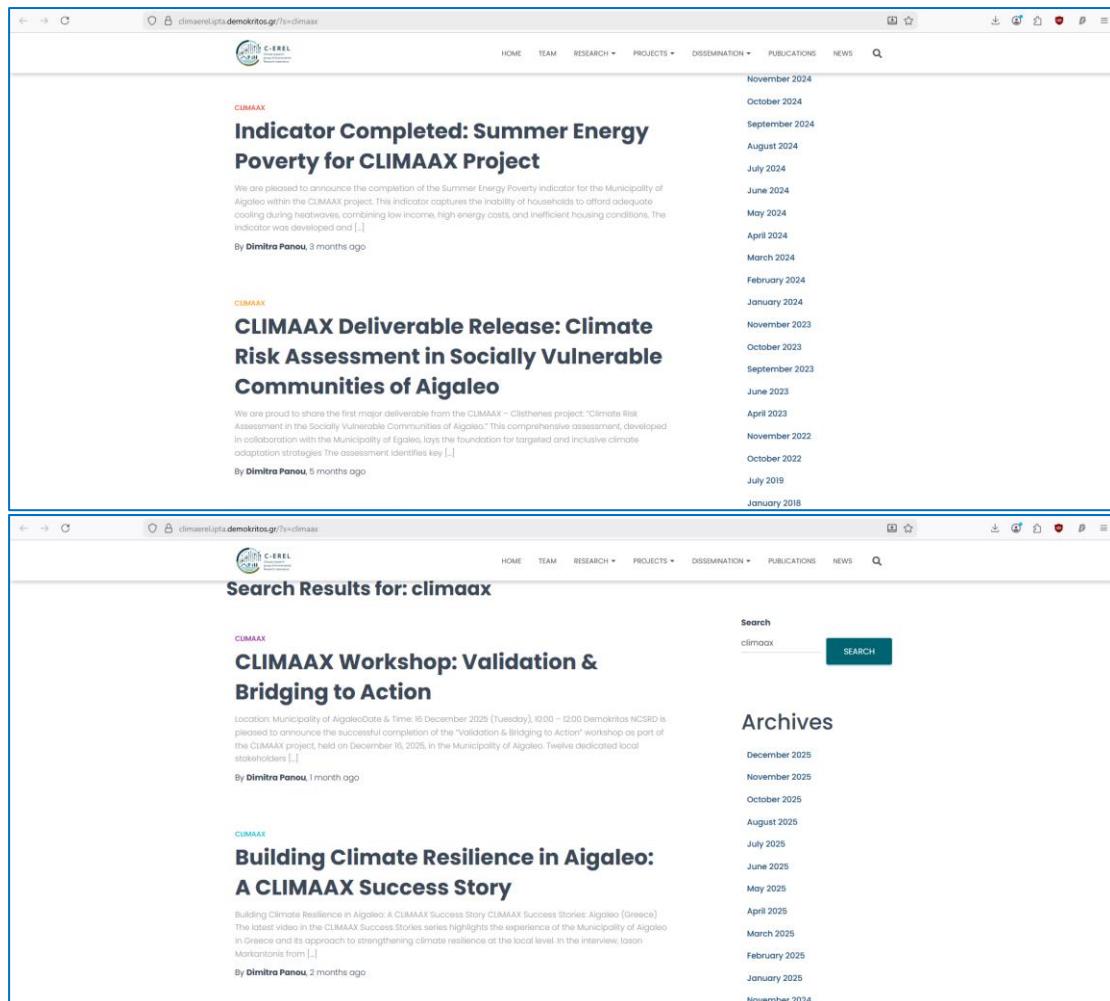 climaerel.ipta.demokritos.gr/?s=climaax
C-EREL
HOME TEAM RESEARCH PROJECTS DISSEMINATION PUBLICATIONS NEWS
CLIMAAX
Indicator Completed: Summer Energy
Poverty for CLIMAAX Project
We are pleased to announce the completion of the Summer Energy Poverty indicator for the Municipality of
Aigaleo within the CLIMAAX project. This indicator captures the inability of households to afford adequate
cooling during heatwaves, combining low income, high energy costs, and inefficient housing conditions. The
indicator was developed and [...]
By Dimitra Panou, 3 months ago
CLIMAAX
CLIMAAX Deliverable Release: Climate
Risk Assessment in Socially Vulnerable
Communities of Aigaleo
We are proud to share the first major deliverable from the CLIMAAX – Clisthenes project: "Climate Risk
Assessment in the Socially Vulnerable Communities of Aigaleo." This comprehensive assessment, developed
in collaboration with the Municipality of Egaleo, lays the foundation for targeted and inclusive climate
adaptation strategies The assessment identifies key [...]
By Dimitra Panou, 5 months ago
November 2024
October 2024
September 2024
August 2024
July 2024
June 2024
May 2024
April 2024
March 2024
February 2024
January 2024
November 2023
October 2023
September 2023
June 2023
April 2023
November 2022
October 2022
July 2019
January 2018
climaerel.ipta.demokritos.gr/?s=climaax
C-EREL
HOME TEAM RESEARCH PROJECTS DISSEMINATION PUBLICATIONS NEWS
Search Results for: climaax
CLIMAAX
CLIMAAX Workshop: Validation &
Bridging to Action
Location: Municipality of AigaleoDate & Time: 16 December 2025 (Tuesday), 10:00 – 12:00 Demokritos NCSRD is
pleased to announce the successful completion of the "Validation & Bridging to Action" workshop as part of
the CLIMAAX project, held on December 16, 2025, in the Municipality of Aigaleo. Twelve dedicated local
stakeholders [...]
By Dimitra Panou, 1 month ago
CLIMAAX
Building Climate Resilience in Aigaleo:
A CLIMAAX Success Story
Building Climate Resilience in Aigaleo: A CLIMAAX Success Story CLIMAAX Success Stories: Aigaleo (Greece)
The latest video in the CLIMAAX Success Stories series highlights the experience of the Municipality of Aigaleo
in Greece and its approach to strengthening climate resilience at the local level. In the interview, Iason
Markantonis from [...]
By Dimitra Panou, 2 months ago
Search
climaax
SEARCH
Archives
December 2025
November 2025
October 2025
August 2025
July 2025
June 2025
May 2025
April 2025
March 2025
February 2025
January 2025
November 2024